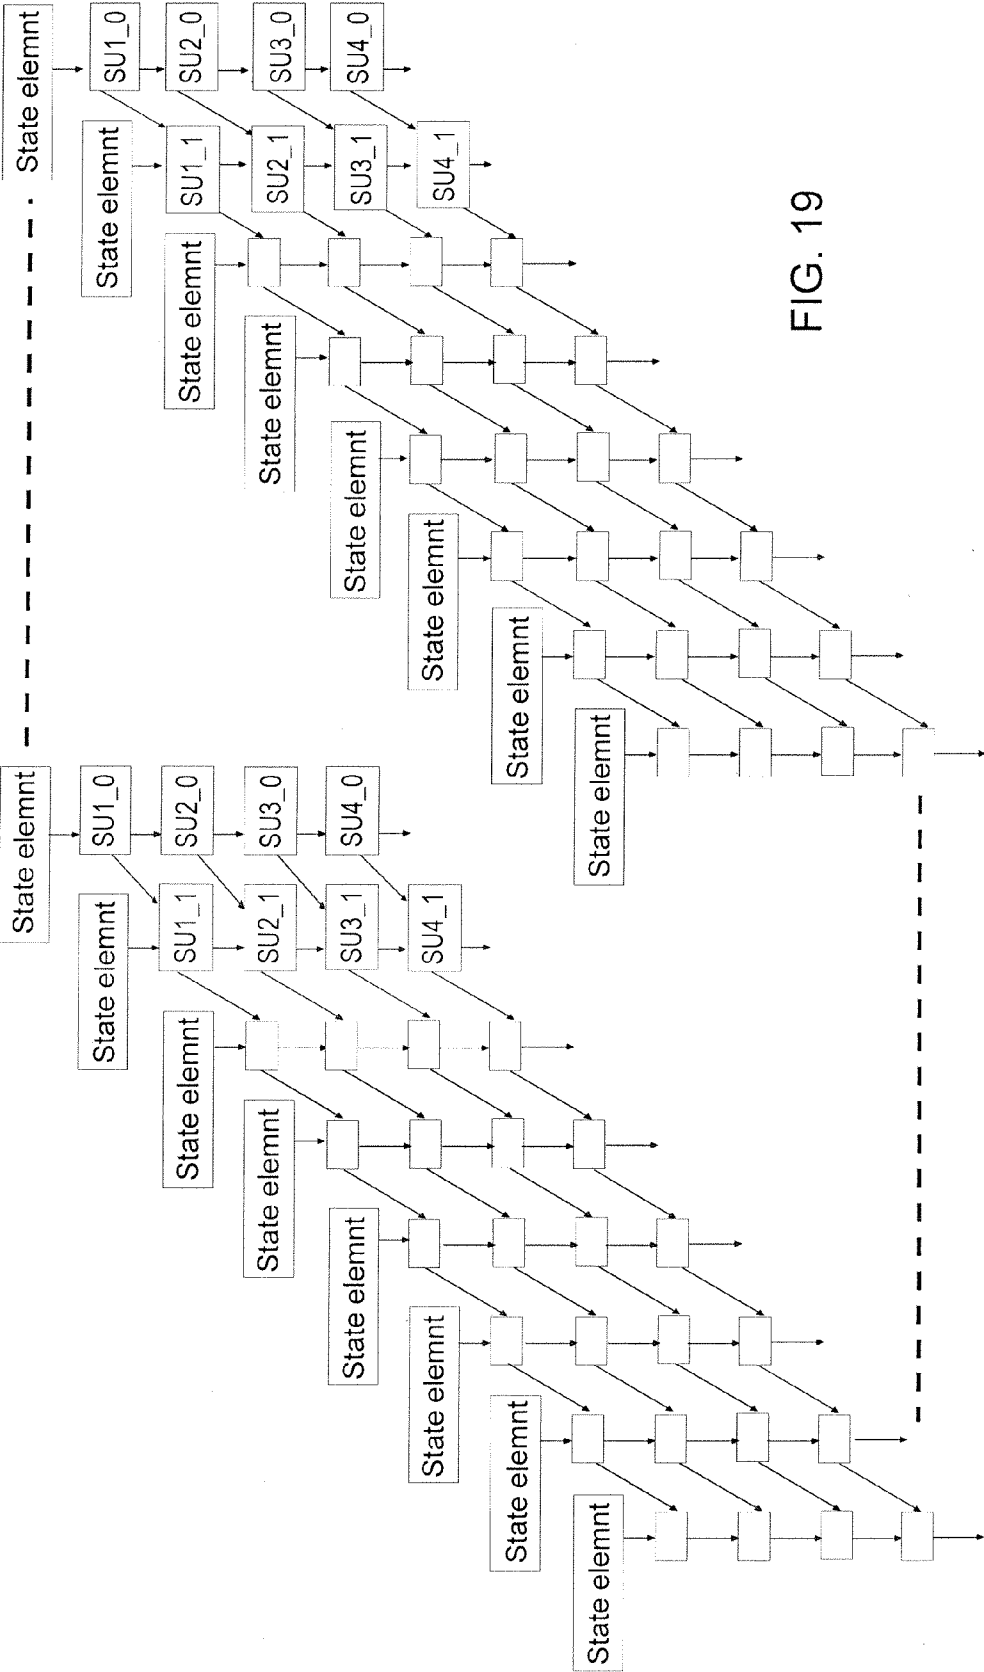 State elemnt
State elemnt
State elemnt
SU1_0
State elemnt
SU1_0
State elemnt
SU1_1
SU2_0
State elemnt
SU1_1
SU2_0
State elemnt
SU2_1
SU3_0
State elemnt
SU2_1
SU3_0
State elemnt
SU3_1
SU4_0
State elemnt
SU3_1
SU4_0
State elemnt
SU4_1
State elemnt
SU4_1
State elemnt
State elemnt
State elemnt
State elemnt
FIG. 19